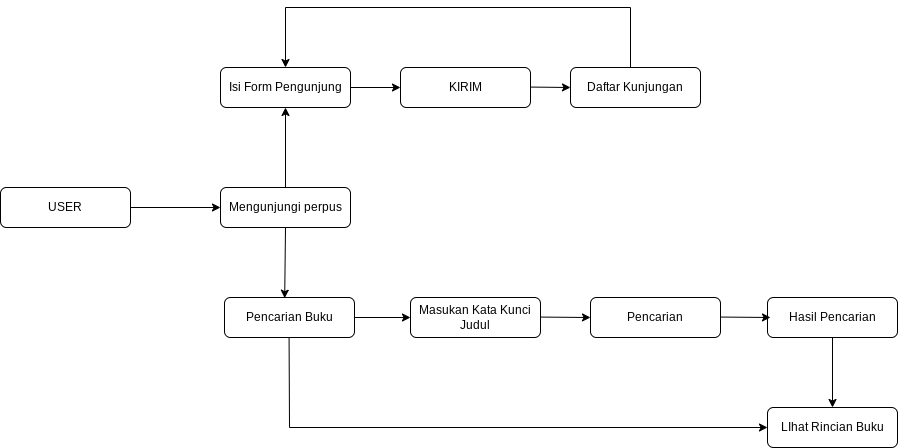 Isi Form Pengunjung
KIRIM
Daftar Kunjungan
USER
Mengunjungi perpus
Pencarian Buku
Masukan Kata Kunci
Judul
Pencarian
Hasil Pencarian
LIhat Rincian Buku